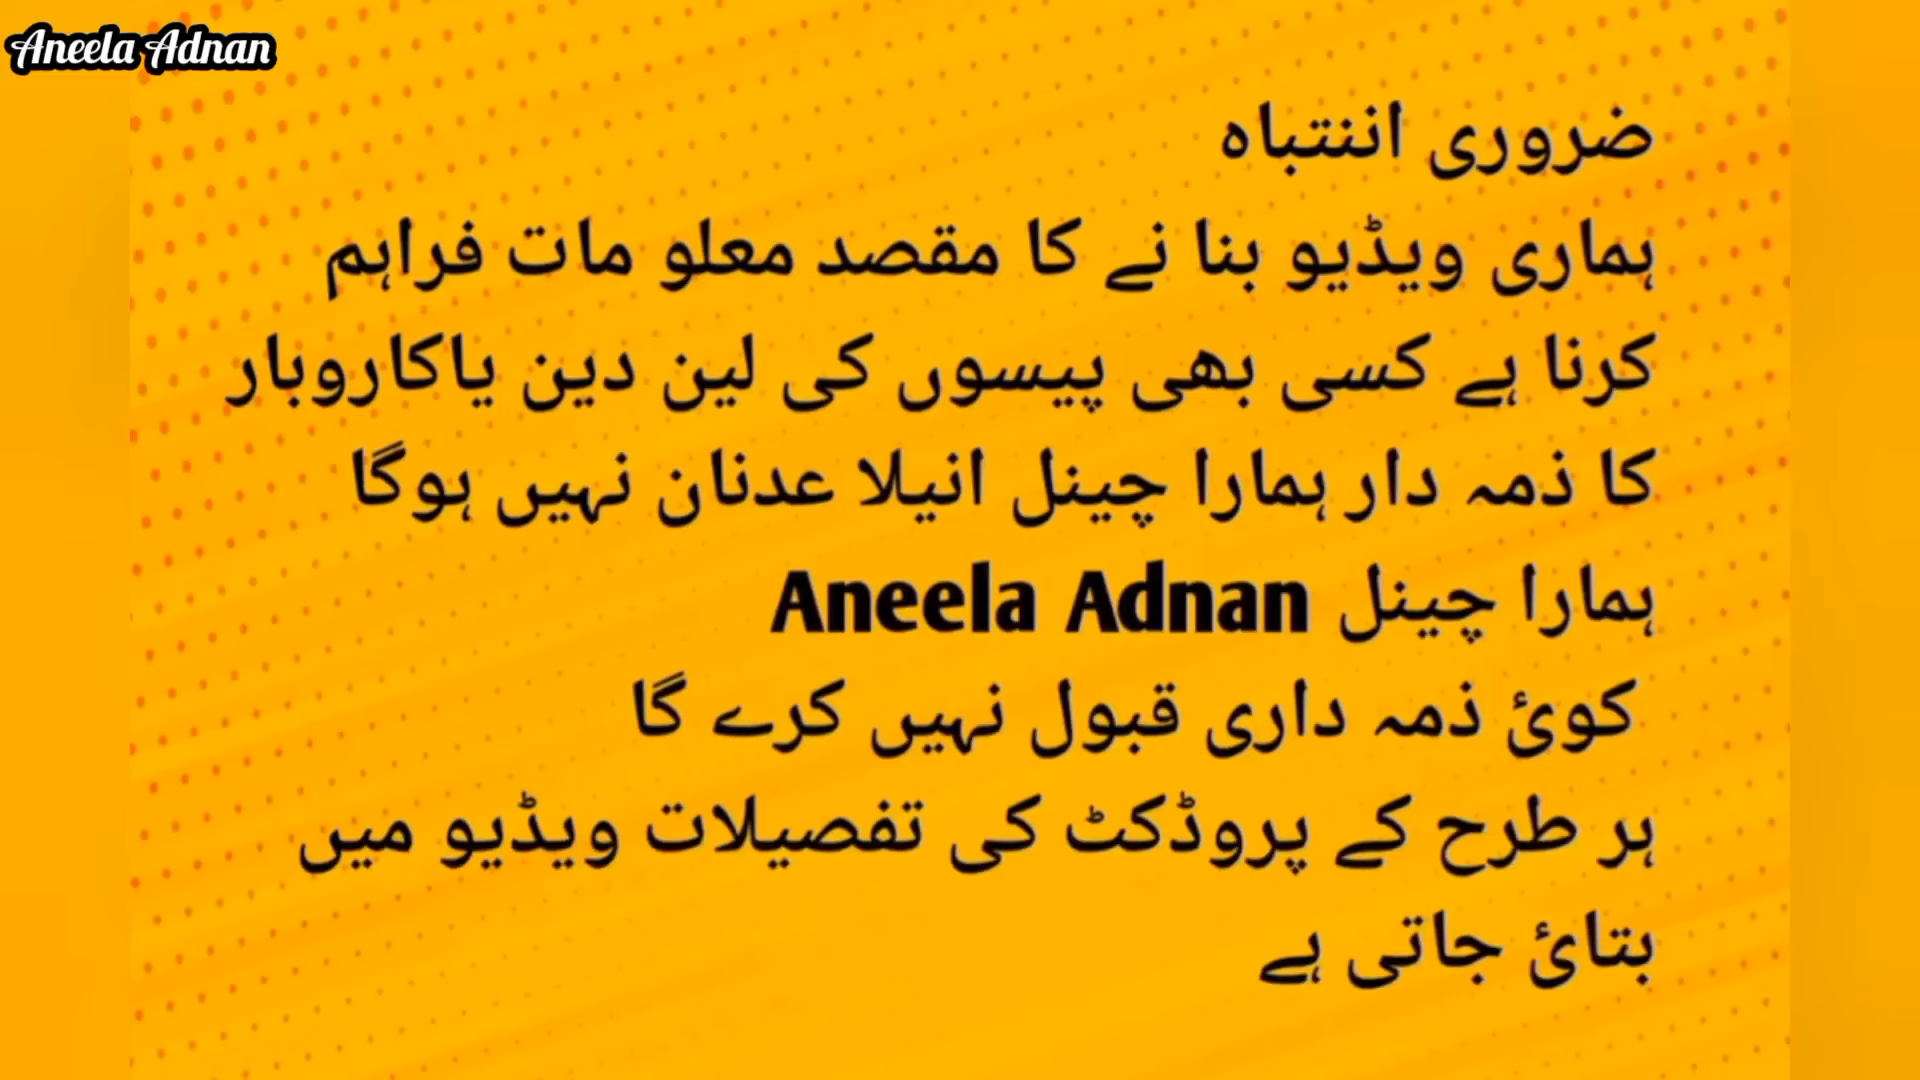 Aneela Adnan
ضروری اننتباہ
ہماری ویڈیو بنا نے کا مقصد معلو مات فراہم
کرنا ہے کسی بھی پیسوں کی لین دین یاکاروبار
کا ذمہ دار ہمارا چینل انیلا عدنان نہیں ہوگا
ہمارا چینل Aneela Adnan
کوئ ذمہ داری قبول نہیں کرے گا
ہر طرح کے پروڈکٹ کی تفصیلات ویڈیو میں
بتائ جاتی ہے